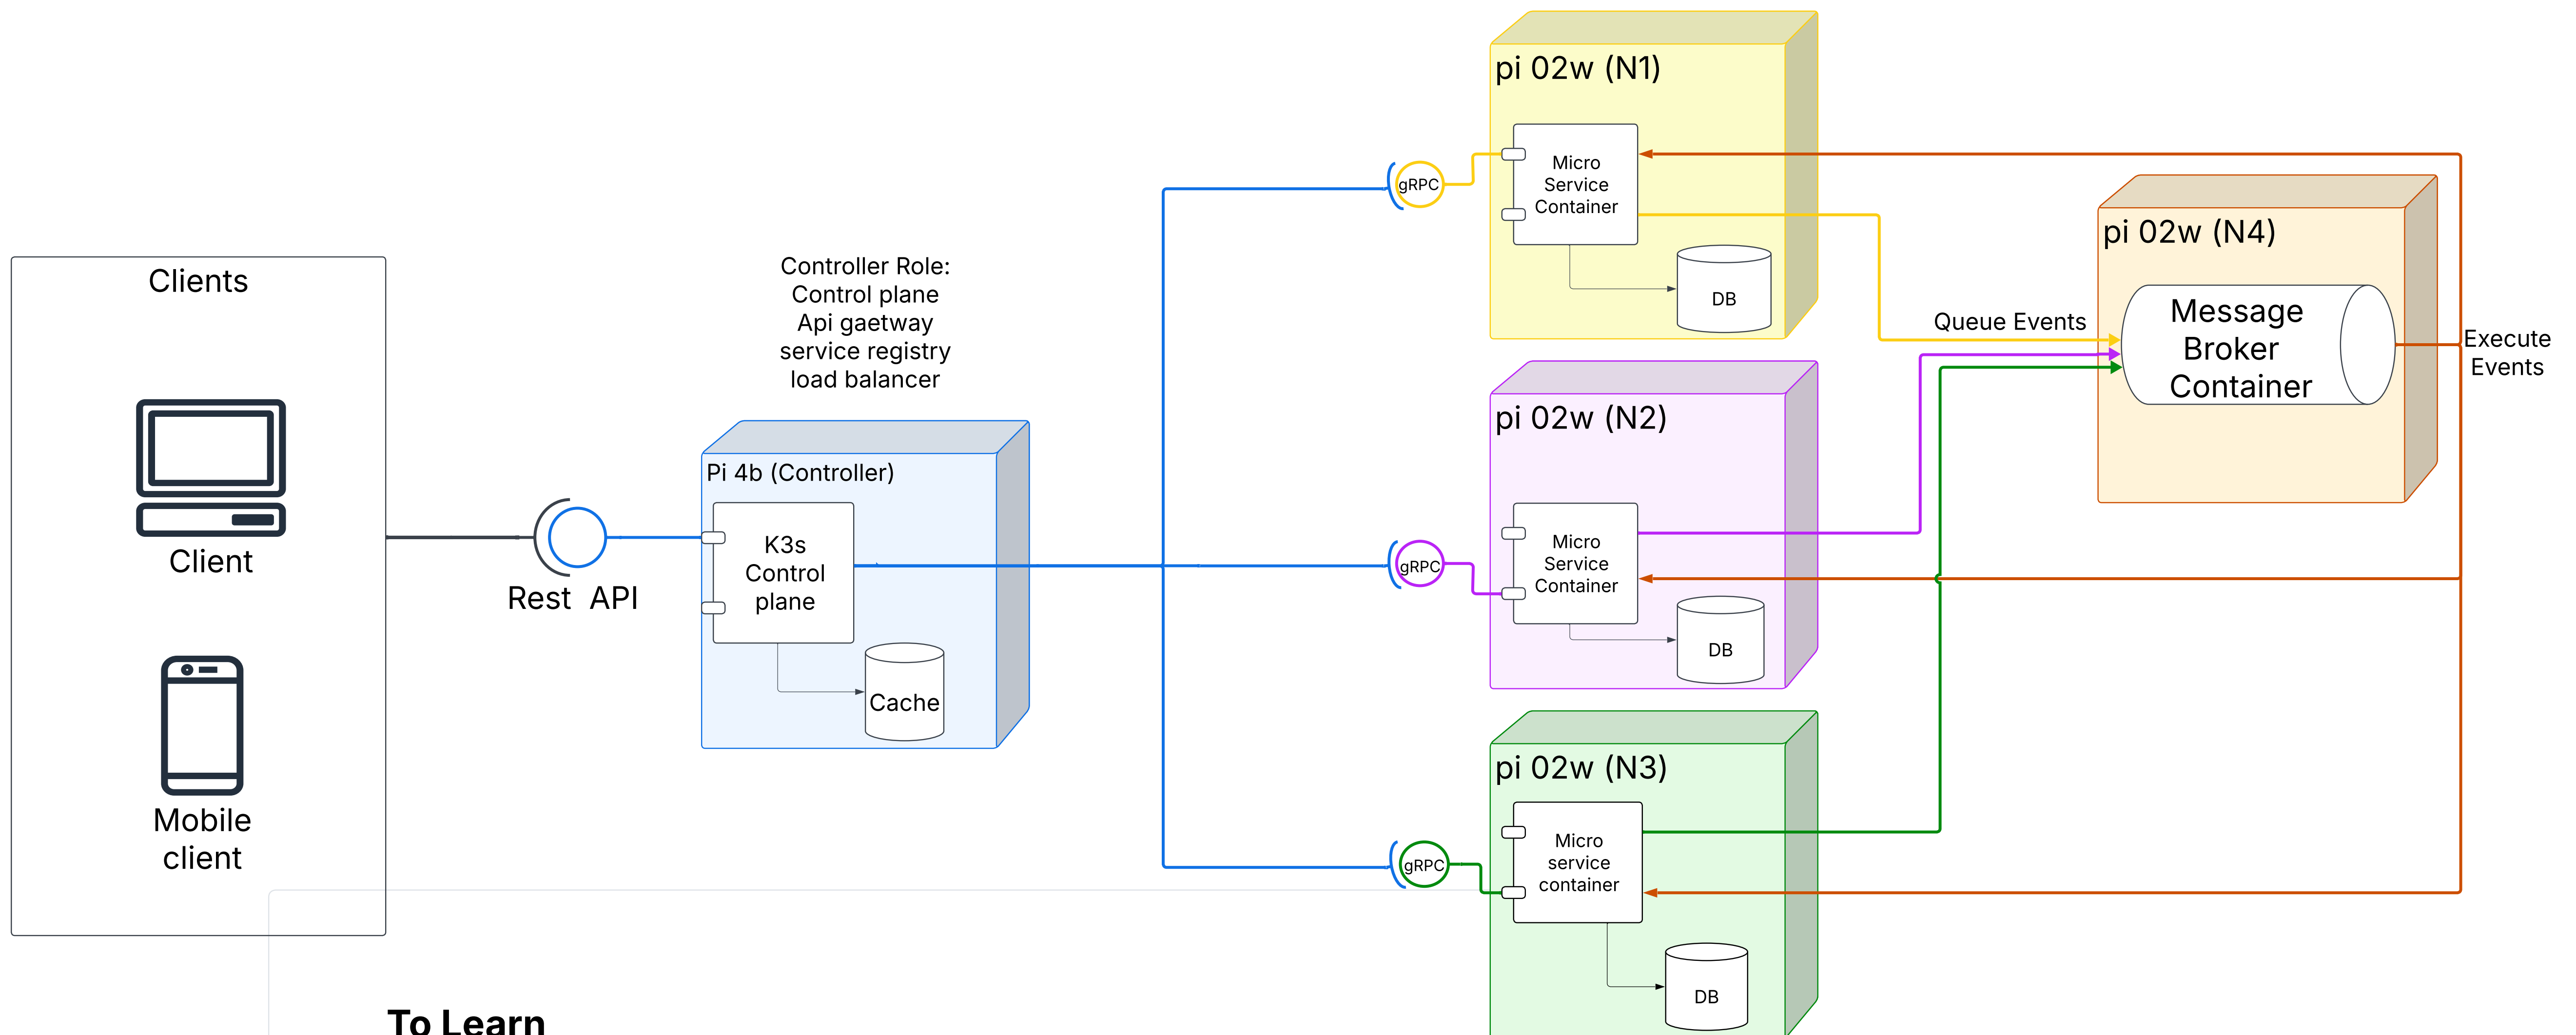 Clients
Client
Mobile
client
Rest API
Controller Role:
Control plane
Api gaetway
service registry
load balancer
Pi 4b (Controller)
K3s
Control
plane
Cache
gRPC
pi 02w (N1)
Micro
Service
Container
DB
gRPC
pi 02w (N2)
Micro
Service
Container
DB
gRPC
pi 02w (N3)
Micro
service
container
DB
Queue Events
pi 02w (N4)
Message
Broker
Container
Execute
Events
To Learn